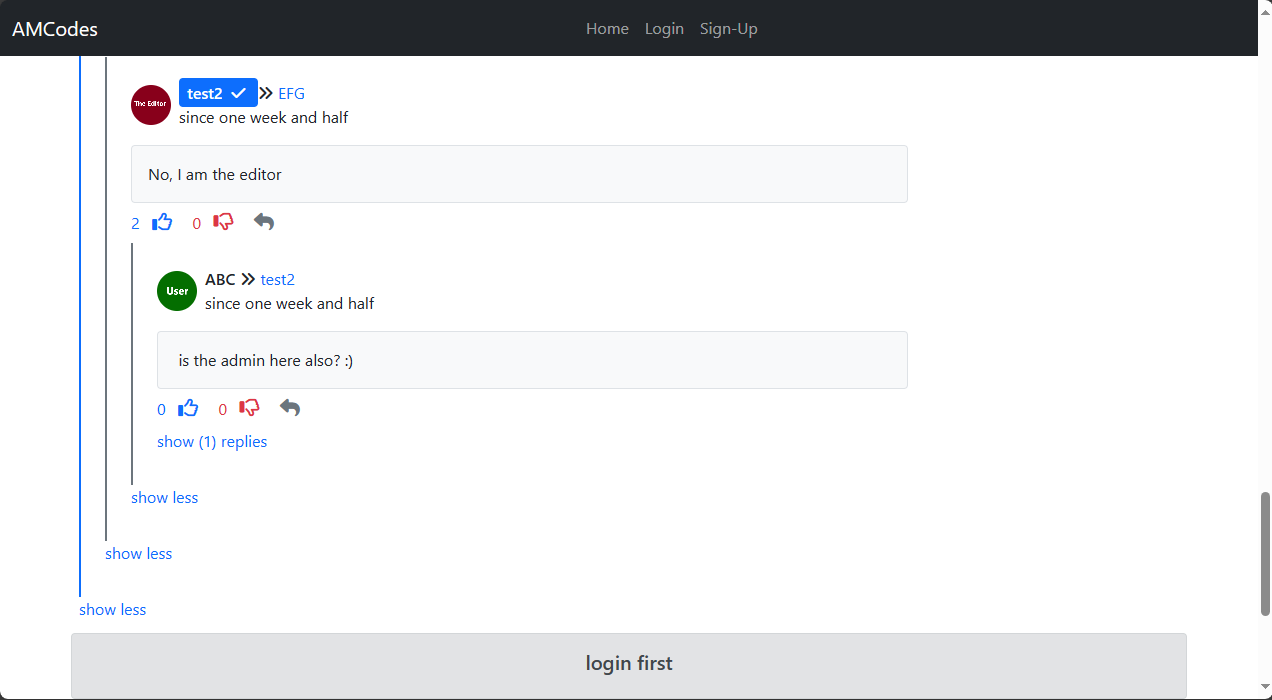 AMCodes Home Login Sign-Up
The Editor
test2 EFG
since one week and half
No, I am the editor
2 0
User
ABC test2
since one week and half
is the admin here also? :)
0 0
show (1) replies
show less
show less
show less
login first